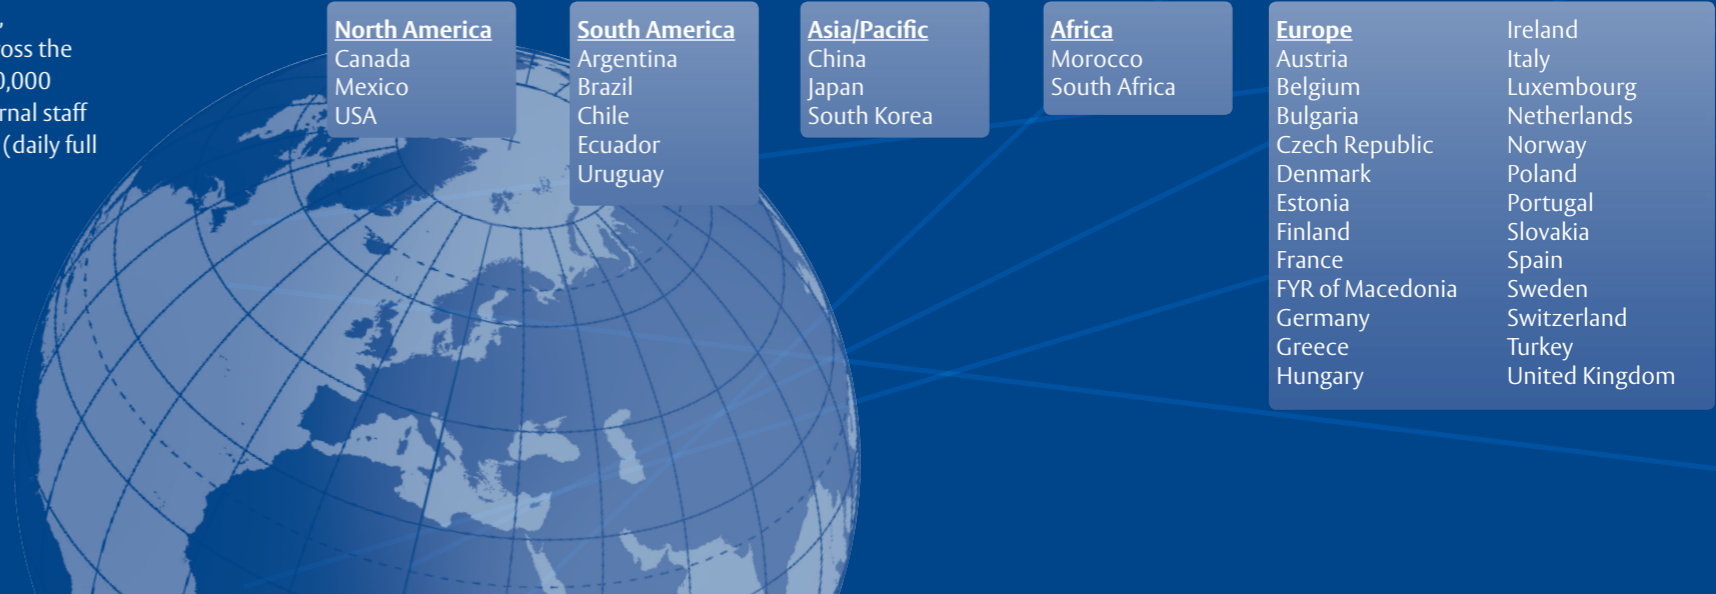 ,
oss the
0,000
rnal staff
(daily full
North America
Canada
Mexico
USA
South America
Argentina
Brazil
Chile
Ecuador
Uruguay
Asia/Pacific
China
Japan
South Korea
Africa
Morocco
South Africa
Europe
Austria
Belgium
Bulgaria
Czech Republic
Denmark
Estonia
Finland
France
FYR of Macedonia
Germany
Greece
Hungary
Ireland
Italy
Luxembourg
Netherlands
Norway
Poland
Portugal
Slovakia
Spain
Sweden
Switzerland
Turkey
United Kingdom